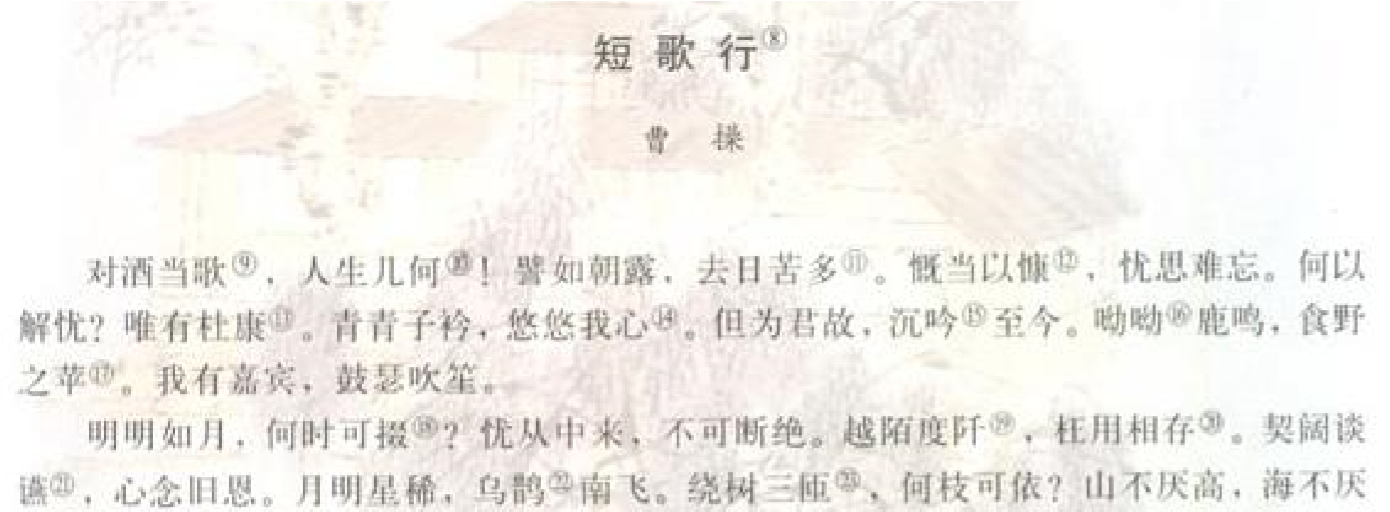 短歌行⑧
曹 操
对酒当歌⑨，人生几何⑩！譬如朝露，去日苦多⑪。慨当以慷⑫，忧思难忘。何以
解忧？唯有杜康⑬。青青子衿，悠悠我心⑭。但为君故，沉吟⑮至今。呦呦⑯鹿鸣，食野
之苹⑰。我有嘉宾，鼓瑟吹笙。
明明如月，何时可掇⑱？忧从中来，不可断绝。越陌度阡⑲，枉用相存⑳。契阔谈
䜩㉑，心念旧恩。月明星稀，乌鹊㉒南飞。绕树三匝㉓，何枝可依？山不厌高，海不厌